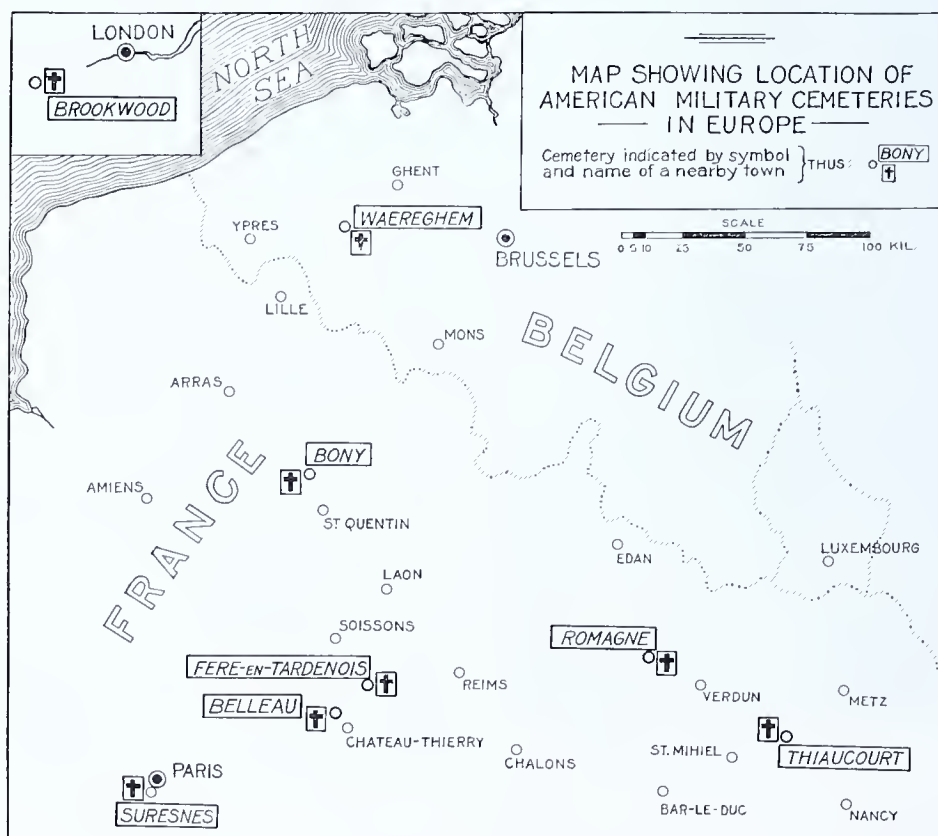 LONDON
BROOKWOOD
NORTH
SEA
MAP SHOWING LOCATION OF
AMERICAN MILITARY CEMETERIES
IN EUROPE
Cemetery indicated by symbol
and name of a nearby town
THUS:
BONY
SCALE
0 5 10 25 50 75 100 KIL.
GHENT
WAEREGHEM
YPRES
BRUSSELS
LILLE
MONS
BELGIUM
ARRAS
BONY
AMIENS
FRANCE
ST QUENTIN
EDAN
LUXEMBOURG
LAON
SOISSONS
ROMAGNE
FERE-EN-TARDENOIS
REIMS
VERDUN
METZ
BELLEAU
CHATEAU-THIERRY
CHALONS
ST. MIHIEL
THIAUCOURT
PARIS
SURESNES
BAR-LE-DUC
NANCY